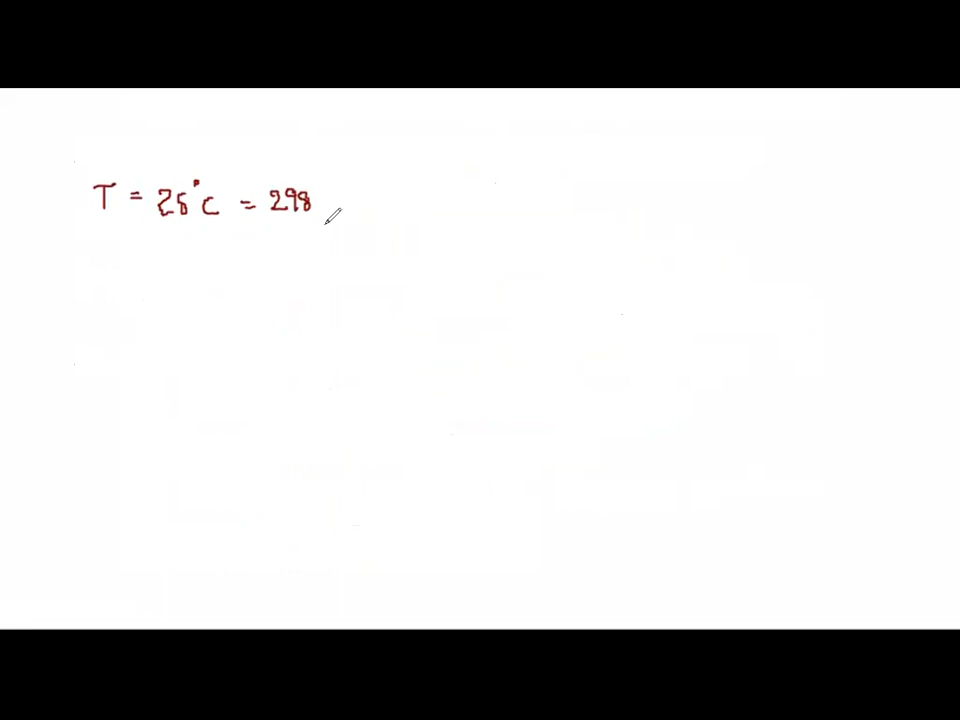 T = 25°C = 298